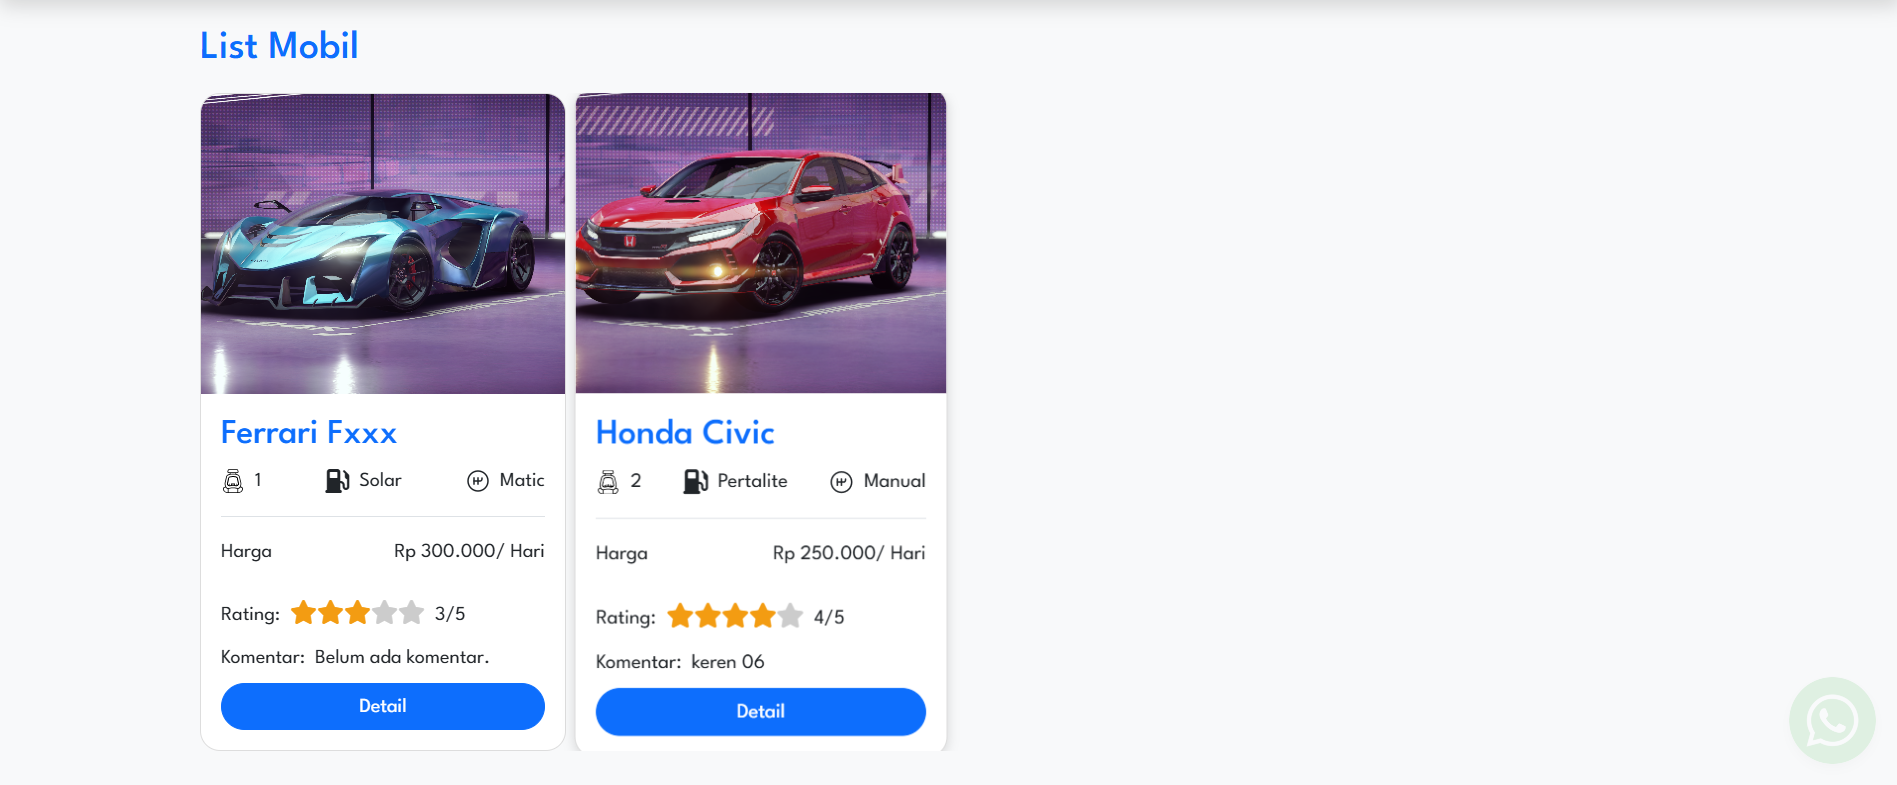 List Mobil
Ferrari Fxxx
1 Solar Matic
Harga Rp 300.000/ Hari
Rating: 3/5
Komentar: Belum ada komentar.
Detail
Honda Civic
2 Pertalite Manual
Harga Rp 250.000/ Hari
Rating: 4/5
Komentar: keren 06
Detail